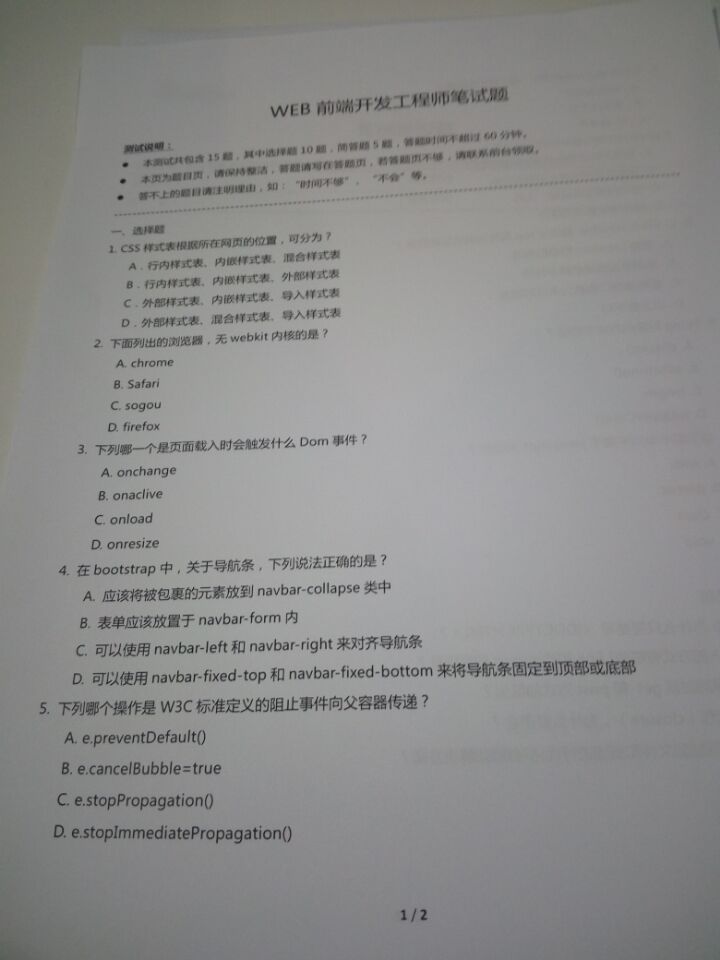 WEB 前端开发工程师笔试题
测试说明：
● 本测试共包含 15 题，其中选择题 10 题，简答题 5 题，答题时间不超过 60 分钟。
● 本页为题目页，请保持整洁，答题请写在答题页，若答题页不够，请联系前台领取。
● 答不上的题目请注明理由，如：“时间不够”，“不会”等。
一、选择题
1. CSS 样式表根据所在网页的位置，可分为？
A．行内样式表、内嵌样式表、混合样式表
B．行内样式表、内嵌样式表、外部样式表
C．外部样式表、内嵌样式表、导入样式表
D．外部样式表、混合样式表、导入样式表
2. 下面列出的浏览器，无 webkit 内核的是？
A. chrome
B. Safari
C. sogou
D. firefox
3. 下列哪一个是页面载入时会触发什么 Dom 事件？
A. onchange
B. onaclive
C. onload
D. onresize
4. 在 bootstrap 中，关于导航条，下列说法正确的是？
A. 应该将被包裹的元素放到 navbar-collapse 类中
B. 表单应该放置于 navbar-form 内
C. 可以使用 navbar-left 和 navbar-right 来对齐导航条
D. 可以使用 navbar-fixed-top 和 navbar-fixed-bottom 来将导航条固定到顶部或底部
5. 下列哪个操作是 W3C 标准定义的阻止事件向父容器传递？
A. e.preventDefault()
B. e.cancelBubble=true
C. e.stopPropagation()
D. e.stopImmediatePropagation()
1 / 2